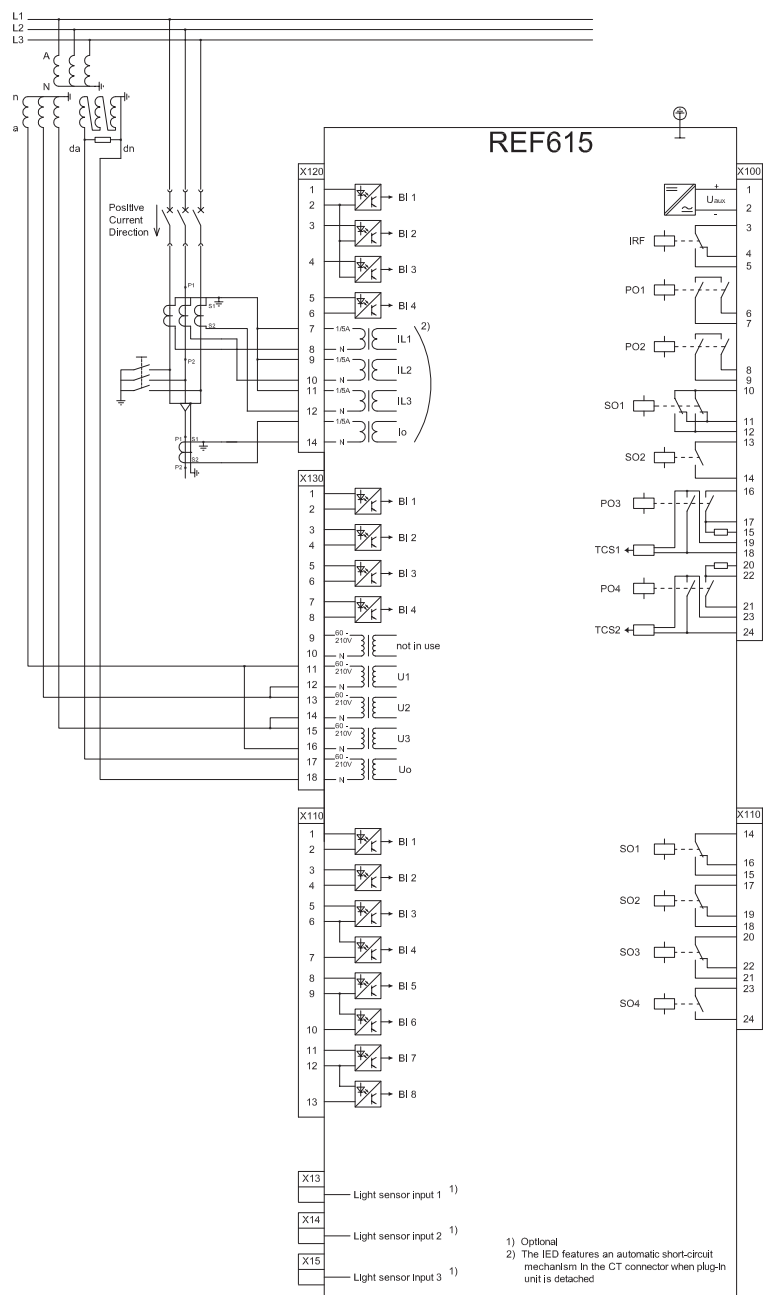 L1
L2
L3
A
N
n
a
da
dn
Positive
Current
Direction
P1
S1
S2
P2
P1
S1
S2
P2
REF615
X120
1
2
3
4
5
6
7
8
9
10
11
12
14
BI 1
BI 2
BI 3
BI 4
1/5A
N
IL1
2)
1/5A
N
IL2
1/5A
N
IL3
1/5A
N
Io
X130
1
2
3
4
5
6
7
8
9
10
11
12
13
14
15
16
17
18
BI 1
BI 2
BI 3
BI 4
60 -
210V
N
not in use
60 -
210V
N
U1
60 -
210V
N
U2
60 -
210V
N
U3
60 -
210V
N
Uo
X110
1
2
3
4
5
6
7
8
9
10
11
12
13
BI 1
BI 2
BI 3
BI 4
BI 5
BI 6
BI 7
BI 8
X13
Light sensor input 1 1)
X14
Light sensor input 2 1)
X15
Light sensor input 3 1)
X100
+
Uaux
-
1
2
IRF
3
4
5
PO1
6
7
PO2
8
9
SO1
10
11
12
SO2
13
14
PO3
16
17
15
TCS1
19
18
20
22
PO4
21
23
TCS2
24
X110
SO1
14
16
15
SO2
17
19
18
SO3
20
22
21
SO4
23
24
1) Optional
2) The IED features an automatic short-circuit
mechanism in the CT connector when plug-in
unit is detached